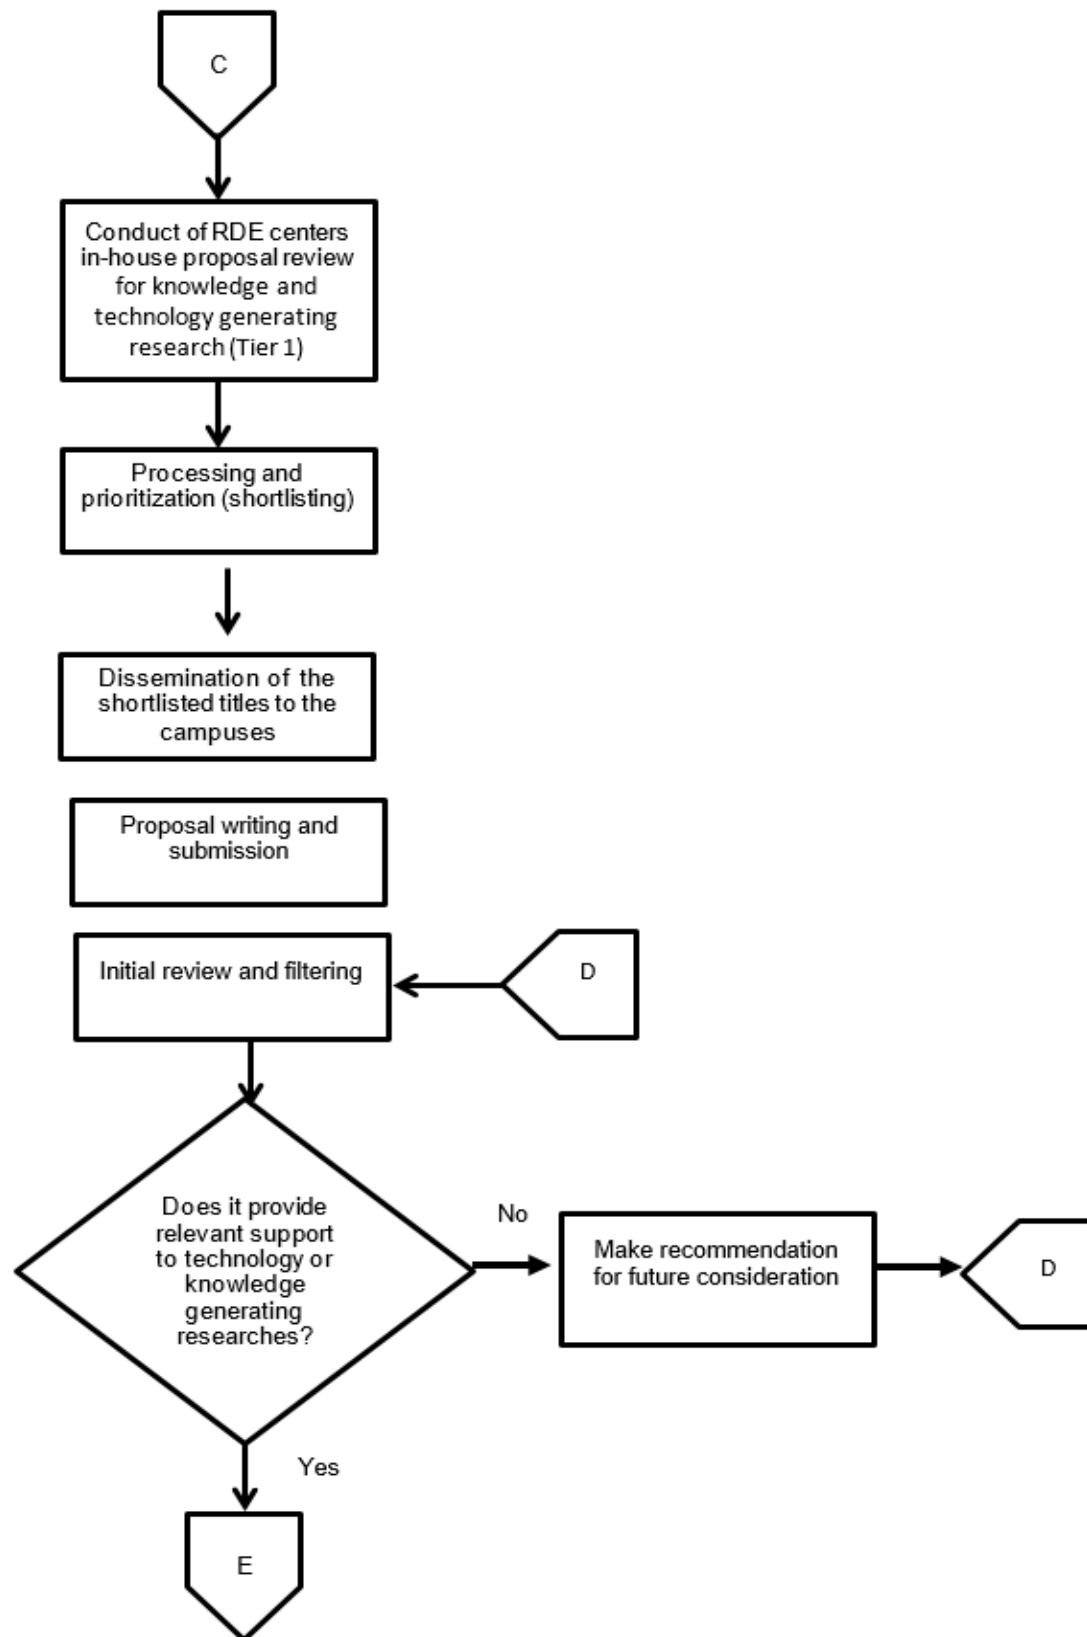 C
Conduct of RDE centers
in-house proposal review
for knowledge and
technology generating
research (Tier 1)
Processing and
prioritization (shortlisting)
Dissemination of the
shortlisted titles to the
campuses
Proposal writing and
submission
Initial review and filtering
D
Does it provide
relevant support
to technology or
knowledge
generating
researches?
No
Make recommendation
for future consideration
D
Yes
E